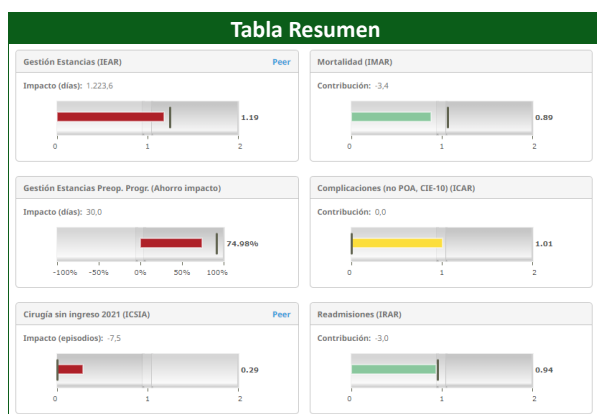 Tabla Resumen
Gestión Estancias (IEAR) Peer
Impacto (días): 1.223,6
1.19
0 1 2
Mortalidad (IMAR)
Contribución: -3,4
0.89
0 1 2
Gestión Estancias Preop. Progr. (Ahorro impacto)
Impacto (días): 30,0
74.98%
-100% -50% 0% 50% 100%
Complicaciones (no POA, CIE-10) (ICAR)
Contribución: 0,0
1.01
0 1 2
Cirugía sin ingreso 2021 (ICSIA) Peer
Impacto (episodios): -7,5
0.29
0 1 2
Readmisiones (IRAR)
Contribución: -3,0
0.94
0 1 2